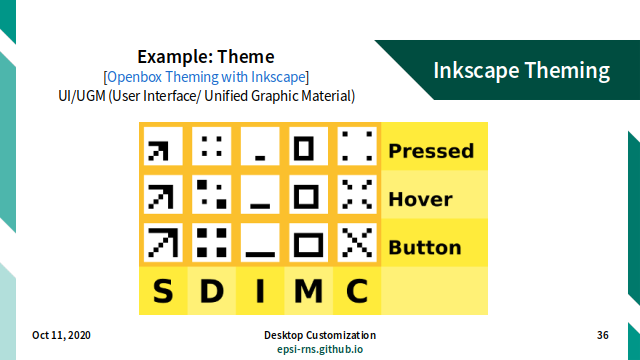 Example: Theme
[Openbox Theming with Inkscape]
UI/UGM (User Interface/ Unified Graphic Material)
Inkscape Theming
Pressed
Hover
Button
S D I M C
Oct 11, 2020
Desktop Customization
epsi-rns.github.io
36